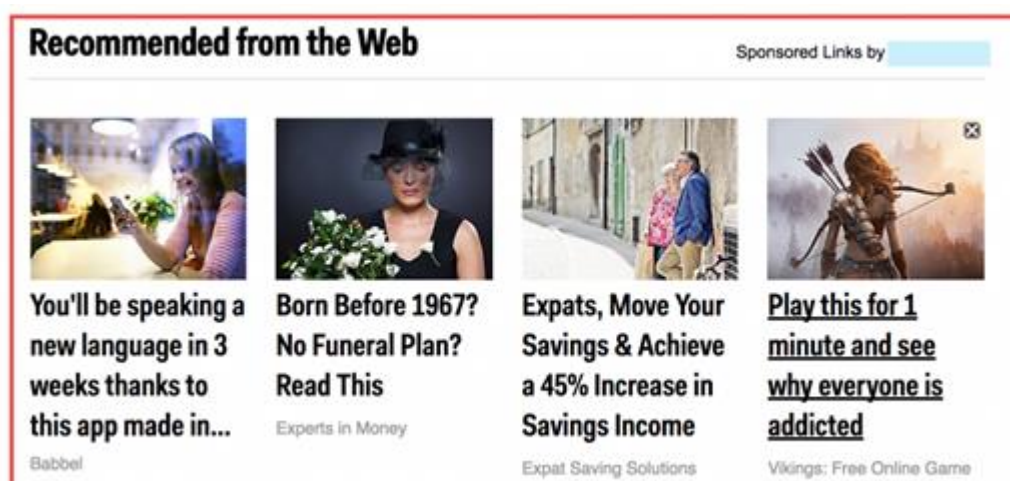 Recommended from the Web
Sponsored Links by
You'll be speaking a
new language in 3
weeks thanks to
this app made in...
Babbel
Born Before 1967?
No Funeral Plan?
Read This
Experts in Money
Expats, Move Your
Savings & Achieve
a 45% Increase in
Savings Income
Expat Saving Solutions
Play this for 1
minute and see
why everyone is
addicted
Vikings: Free Online Game